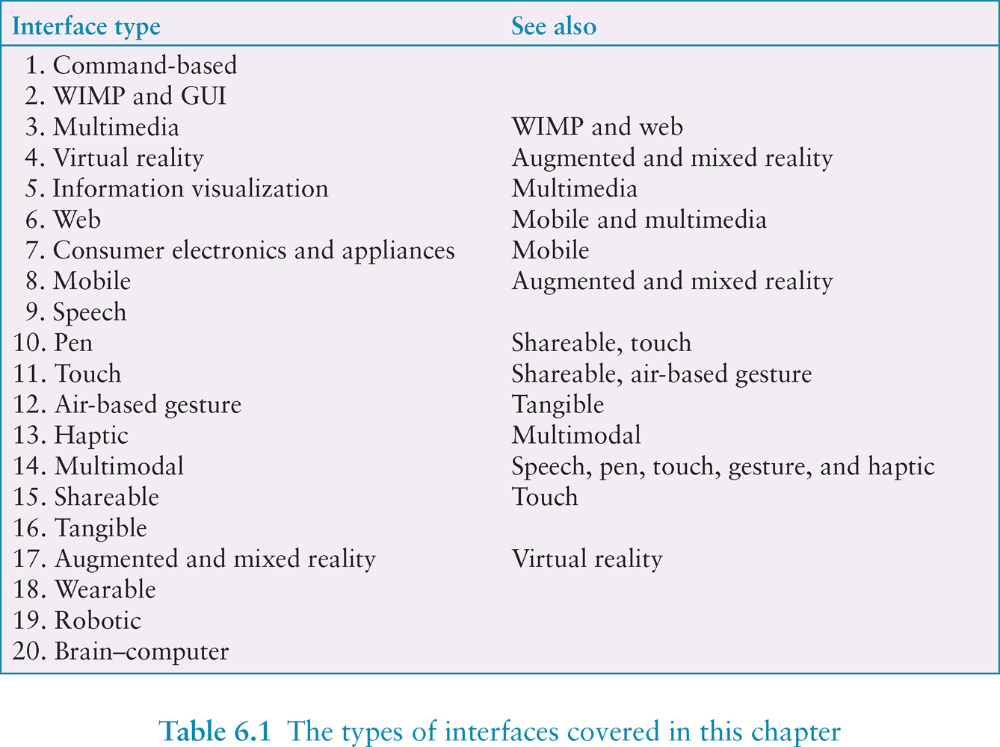 Interface type See also
1. Command-based
2. WIMP and GUI
3. Multimedia WIMP and web
4. Virtual reality Augmented and mixed reality
5. Information visualization Multimedia
6. Web Mobile and multimedia
7. Consumer electronics and appliances Mobile
8. Mobile Augmented and mixed reality
9. Speech
10. Pen Shareable, touch
11. Touch Shareable, air-based gesture
12. Air-based gesture Tangible
13. Haptic Multimodal
14. Multimodal Speech, pen, touch, gesture, and haptic
15. Shareable Touch
16. Tangible
17. Augmented and mixed reality Virtual reality
18. Wearable
19. Robotic
20. Brain–computer
Table 6.1 The types of interfaces covered in this chapter